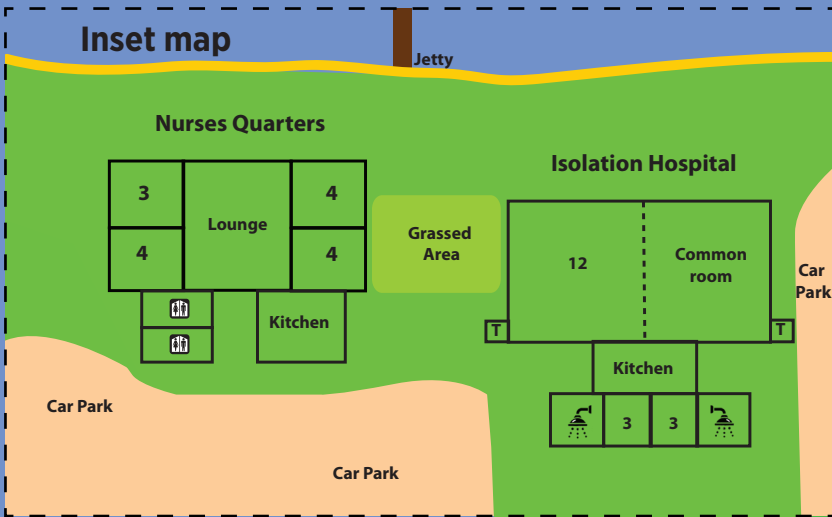 Inset map
Jetty
Nurses Quarters
Isolation Hospital
3
Lounge
4
4
4
Grassed
Area
12
Common
room
Car
Park
Kitchen
T
T
Kitchen
3
3
Car Park
Car Park